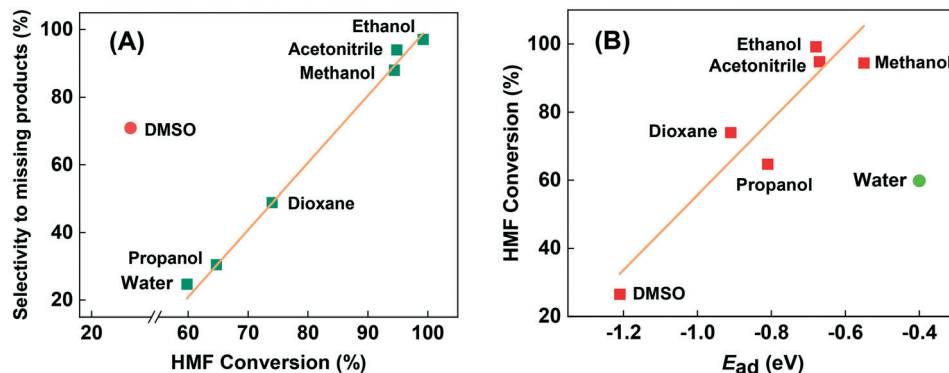 (A)
Selectivity to missing products (%)
100
80
60
40
20
Ethanol
Acetonitrile
Methanol
DMSO
Dioxane
Propanol
Water
20
60
70
80
90
100
HMF Conversion (%)
(B)
HMF Conversion (%)
100
80
60
40
20
Ethanol
Acetonitrile
Methanol
Dioxane
Propanol
Water
DMSO
-1.2
-1.0
-0.8
-0.6
-0.4
Ead (eV)